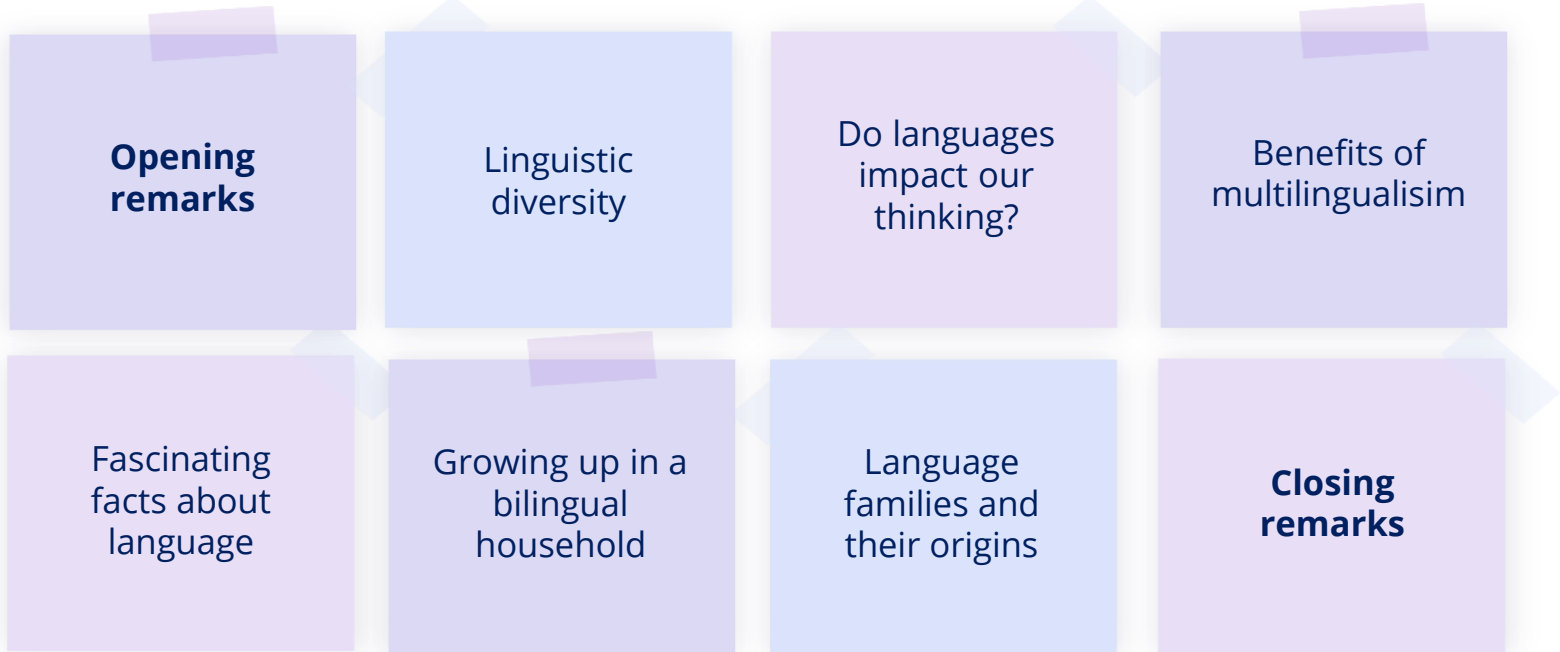 Opening
remarks
Linguistic
diversity
Do languages
impact our
thinking?
Benefits of
multilingualisim
Fascinating
facts about
language
Growing up in a
bilingual
household
Language
families and
their origins
Closing
remarks